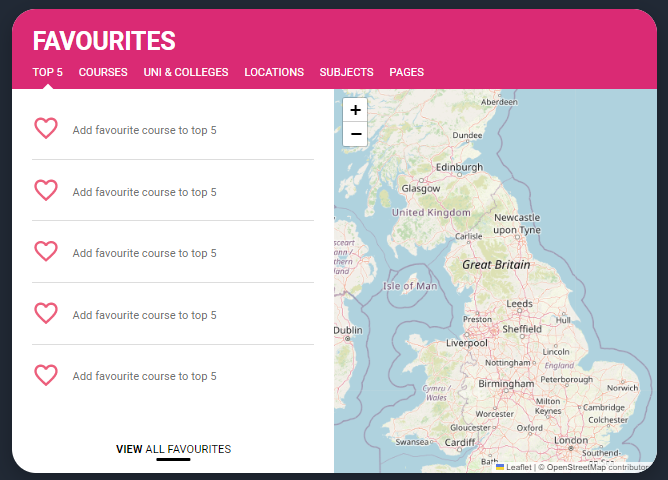 FAVOURITES
TOP 5 COURSES UNI & COLLEGES LOCATIONS SUBJECTS PAGES
Add favourite course to top 5
Add favourite course to top 5
Add favourite course to top 5
Add favourite course to top 5
Add favourite course to top 5
VIEW ALL FAVOURITES
+
−
Aberdeen
Dundee
Edinburgh
Glasgow
United Kingdom
Newcastle
upon Tyne
Carlisle
Great Britain
Isle of Man
Leeds
Preston
Hull
Dublin
Sheffield
Liverpool
Lincoln
Nottingham
England
Birmingham
Peterborough
Norwich
Cymru /
Wales
Milton
Keynes
Cambridge
Worcester
Colchester
Gloucester
Oxford
Swansea
Cardiff
London
Bath
Southend-
Leaflet | © OpenStreetMap contributor